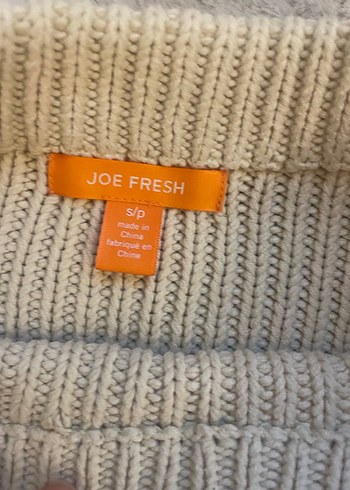 JOE FRESH
s/p
made in
China
fabriqué en
Chine